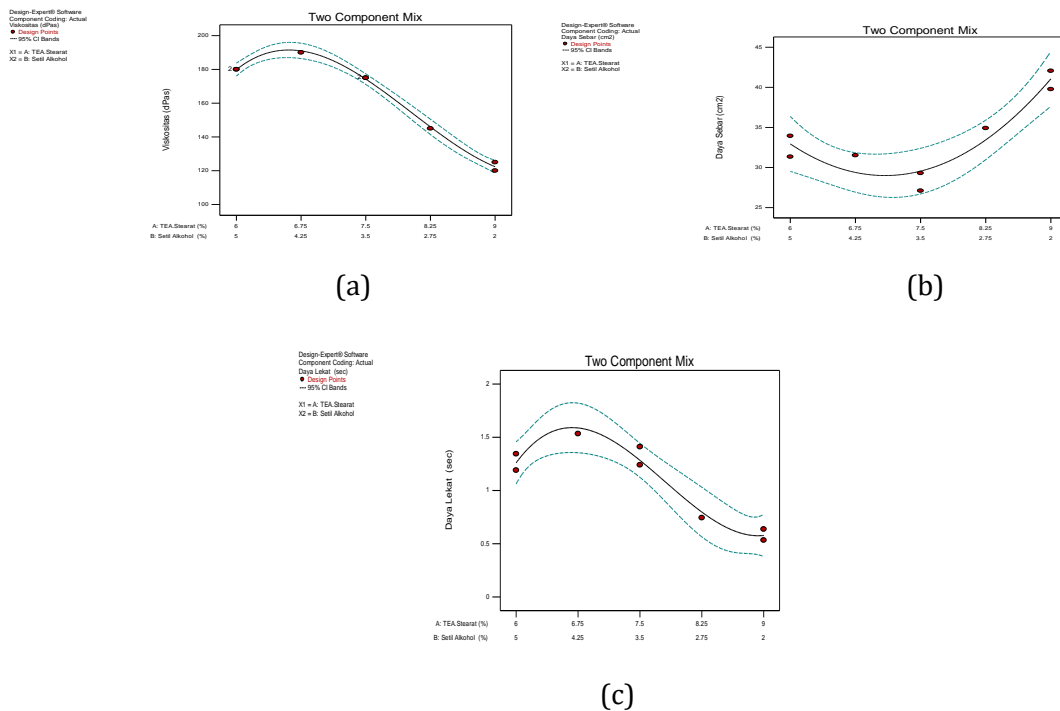 Design-Expert® Software
Component Coding: Actual
Viskositas (dPas)
Design Points
95% CI Bands
X1 = A: TEA.Stearat
X2 = B: Setil Alkohol
Two Component Mix
Viskositas (dPas)
200
180
160
140
120
100
2
A: TEA.Stearat (%) 6 6.75 7.5 8.25 9
B: Setil Alkohol (%) 5 4.25 3.5 2.75 2
(a)
Design-Expert® Software
Component Coding: Actual
Daya Sebar (cm2)
Design Points
95% CI Bands
X1 = A: TEA.Stearat
X2 = B: Setil Alkohol
Two Component Mix
Daya Sebar (cm2)
45
40
35
30
25
A: TEA.Stearat (%) 6 6.75 7.5 8.25 9
B: Setil Alkohol (%) 5 4.25 3.5 2.75 2
(b)
Design-Expert® Software
Component Coding: Actual
Daya Lekat (sec)
Design Points
95% CI Bands
X1 = A: TEA.Stearat
X2 = B: Setil Alkohol
Two Component Mix
Daya Lekat (sec)
2
1.5
1
0.5
0
A: TEA.Stearat (%) 6 6.75 7.5 8.25 9
B: Setil Alkohol (%) 5 4.25 3.5 2.75 2
(c)